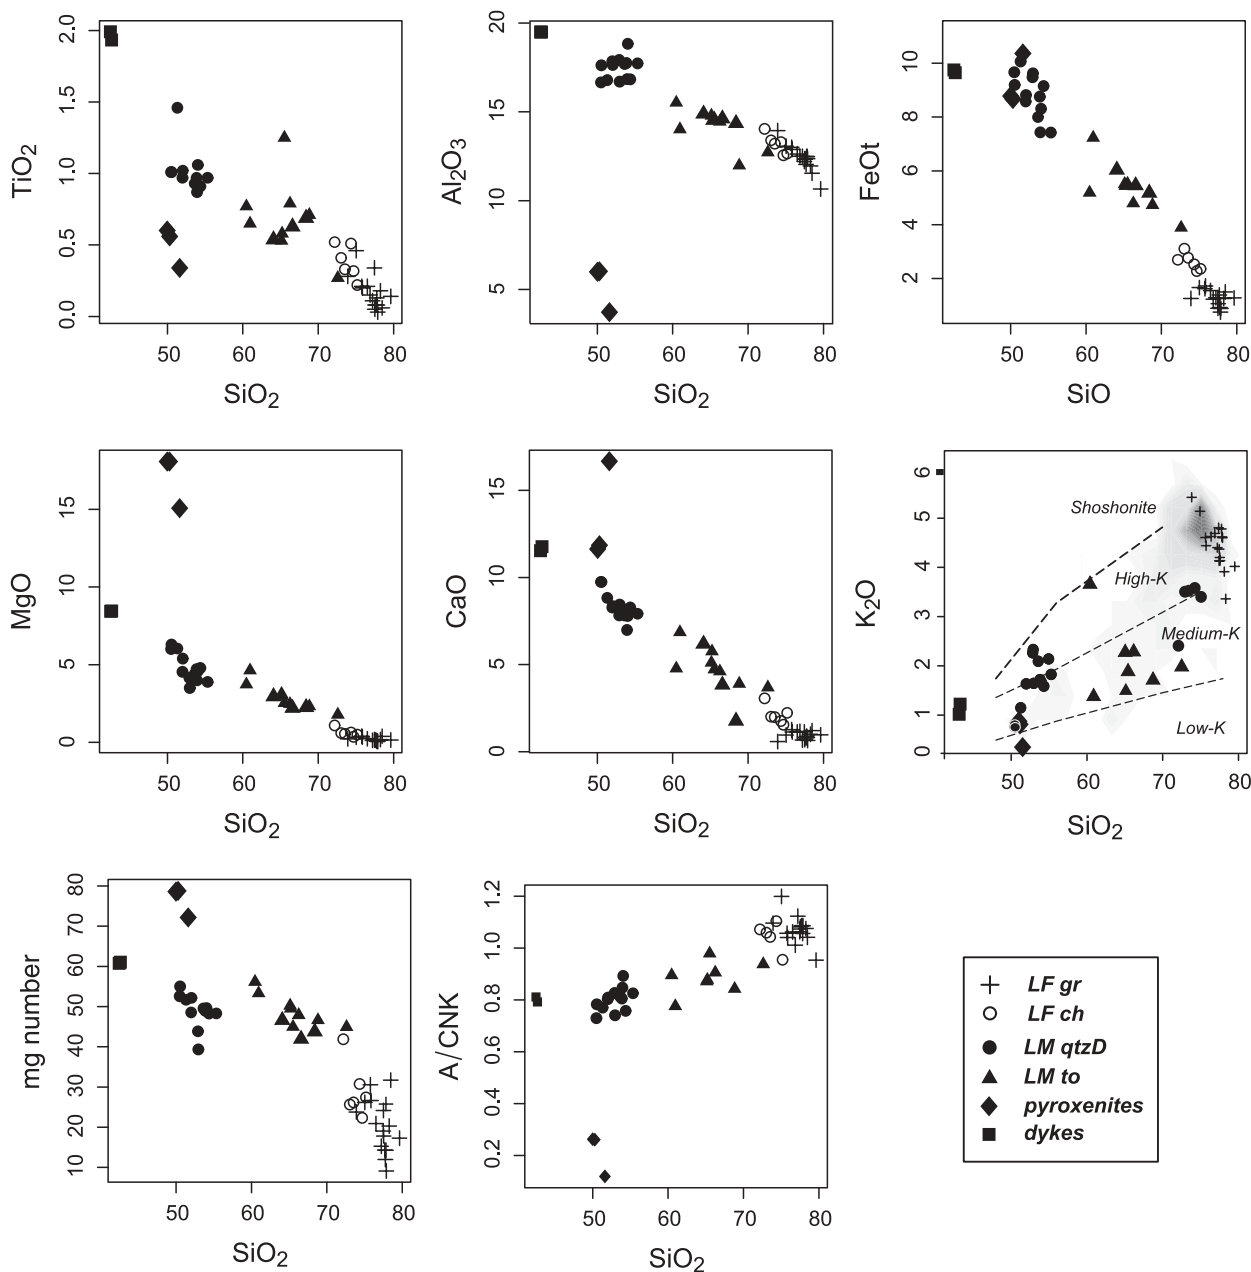 TiO2
0.0 0.5 1.0 1.5 2.0
50 60 70 80
SiO2
Al2O3
5 10 15 20
50 60 70 80
SiO2
FeOt
2 4 6 8 10
50 60 70 80
SiO
MgO
0 5 10 15
50 60 70 80
SiO2
CaO
0 5 10 15
50 60 70 80
SiO2
K2O
0 1 2 3 4 5 6
Shoshonite
High-K
Medium-K
Low-K
50 60 70 80
SiO2
mg number
10 20 30 40 50 60 70 80
50 60 70 80
SiO2
A/CNK
0.2 0.4 0.6 0.8 1.0 1.2
50 60 70 80
SiO2
LF gr
LF ch
LM qtzD
LM to
pyroxenites
dykes